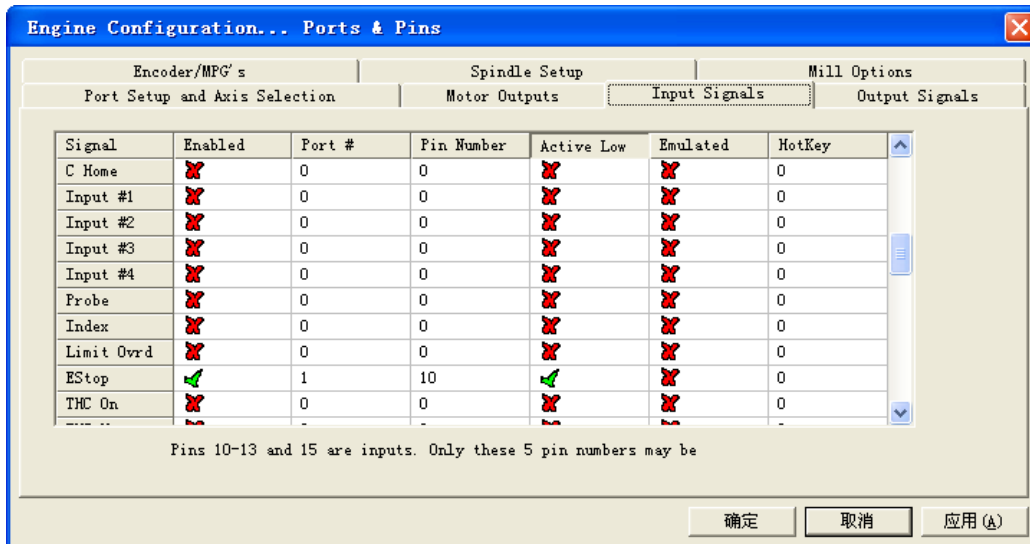 Engine Configuration... Ports & Pins
Encoder/MPG's Spindle Setup Mill Options
Port Setup and Axis Selection Motor Outputs Input Signals Output Signals
Signal Enabled Port # Pin Number Active Low Emulated HotKey
C Home 0 0 0
Input #1 0 0 0
Input #2 0 0 0
Input #3 0 0 0
Input #4 0 0 0
Probe 0 0 0
Index 0 0 0
Limit Ovrd 0 0 0
EStop 1 10 0
THC On 0 0 0
Pins 10-13 and 15 are inputs. Only these 5 pin numbers may be
确定 取消 应用(A)